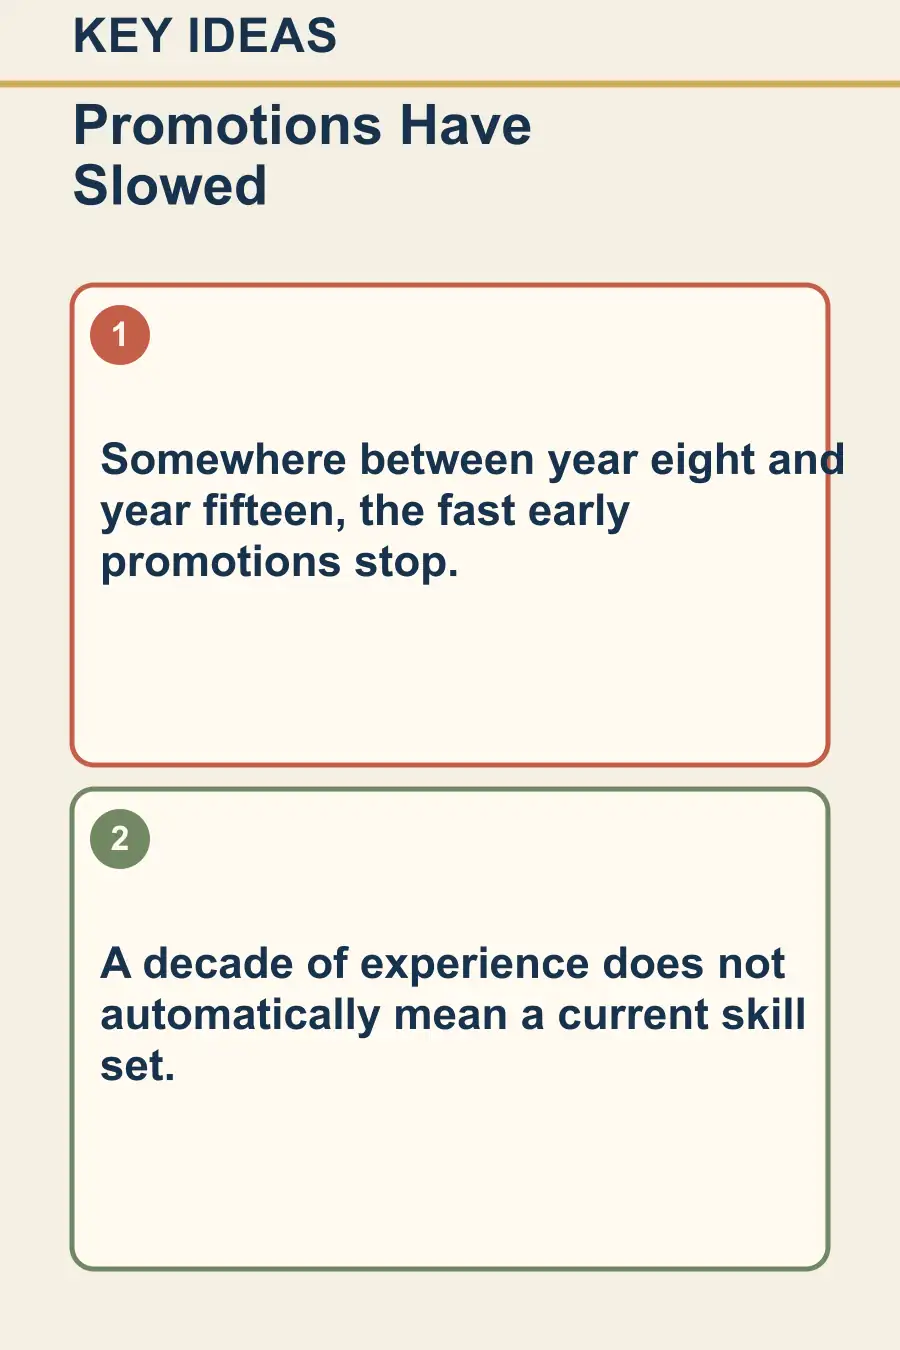 KEY IDEAS
Promotions Have
Slowed
1
Somewhere between year eight and
year fifteen, the fast early
promotions stop.
2
A decade of experience does not
automatically mean a current skill
set.